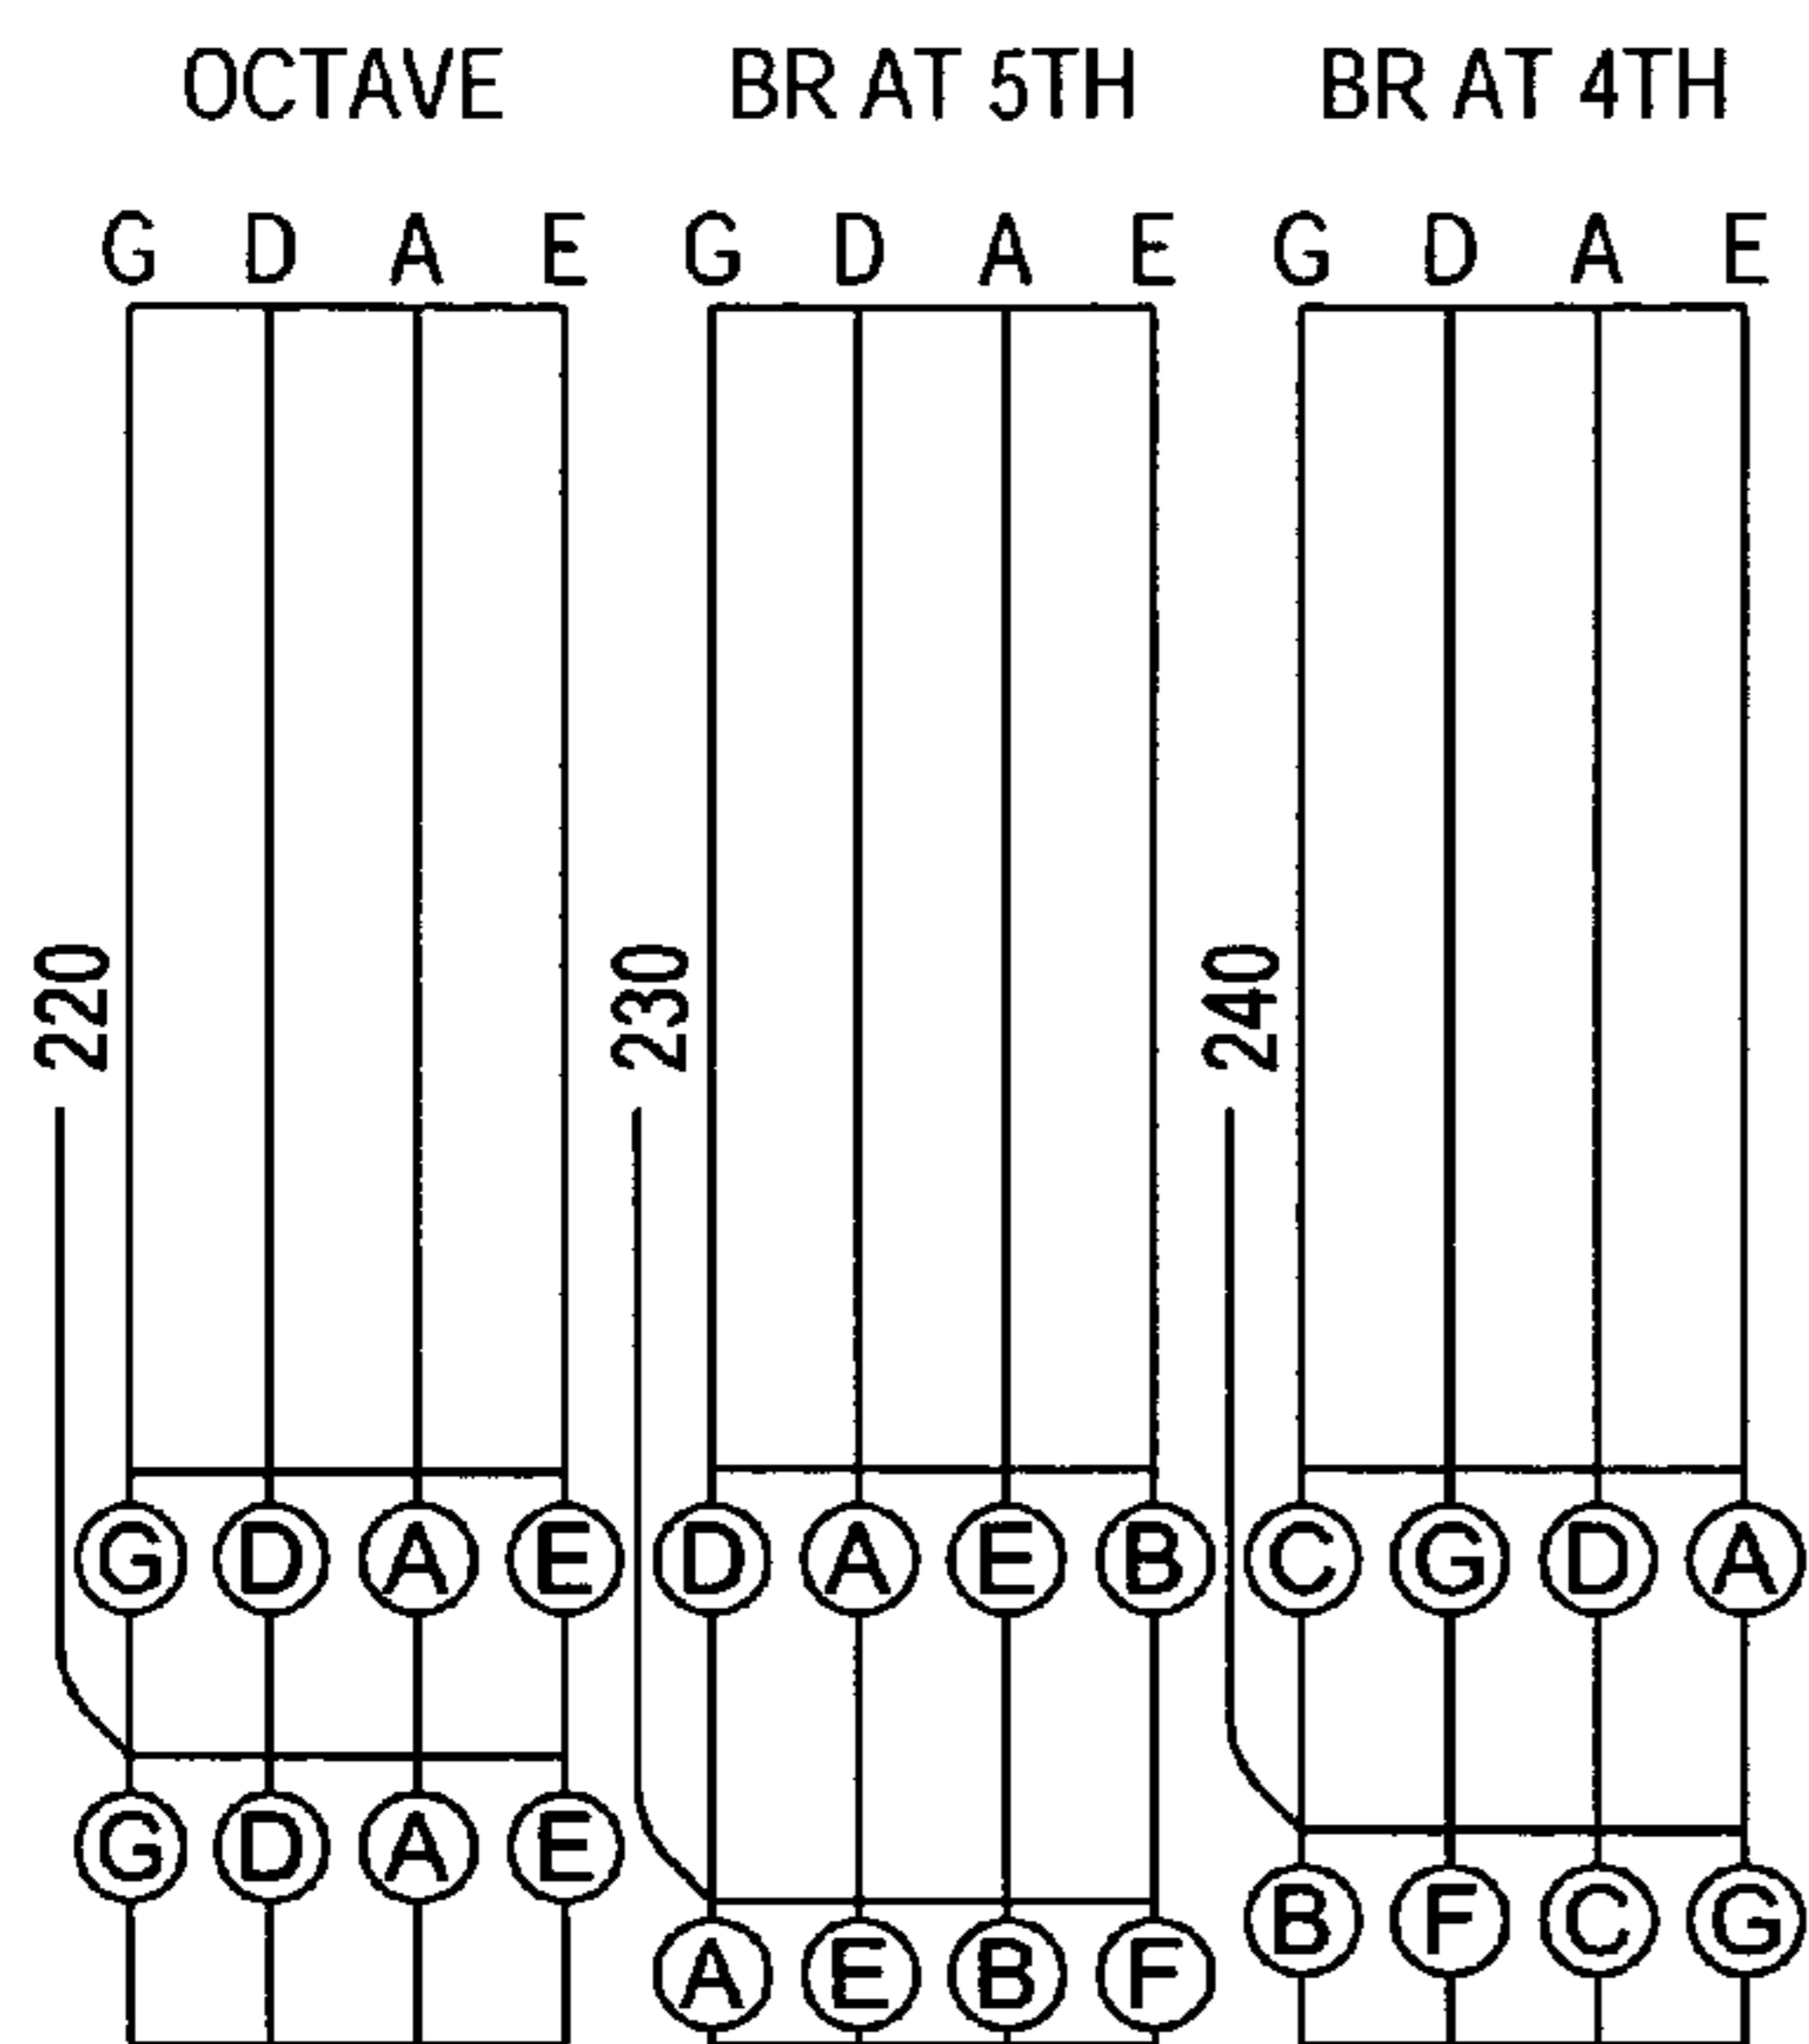 OCTAVE BR AT 5TH BR AT 4TH
G D A E G D A E G D A E
220 230 240
G D A E D A E B C G D A
G D A E A E B F B F C G